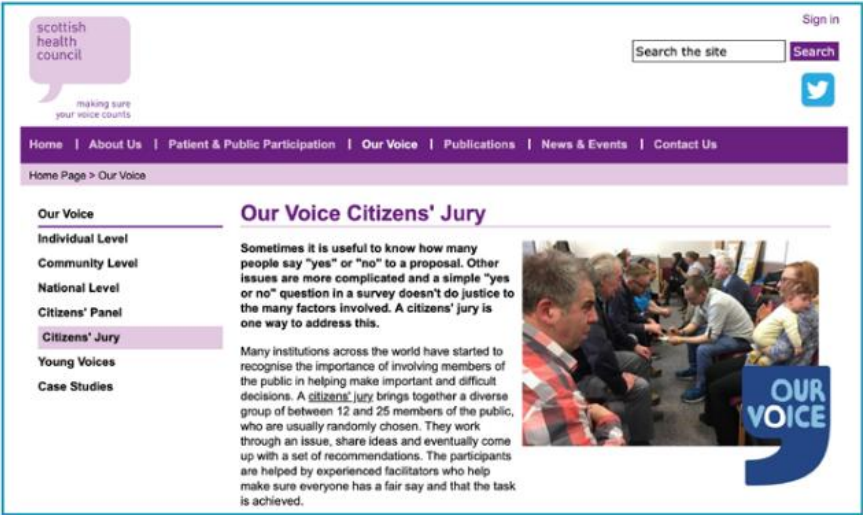 scottish
health
council
making sure
your voice counts
Sign in
Search the site
Search
Home | About Us | Patient & Public Participation | Our Voice | Publications | News & Events | Contact Us
Home Page > Our Voice
Our Voice
Individual Level
Community Level
National Level
Citizens' Panel
Citizens' Jury
Young Voices
Case Studies
Our Voice Citizens' Jury
Sometimes it is useful to know how many
people say "yes" or "no" to a proposal. Other
issues are more complicated and a simple "yes
or no" question in a survey doesn't do justice to
the many factors involved. A citizens' jury is
one way to address this.
Many institutions across the world have started to
recognise the importance of involving members of
the public in helping make important and difficult
decisions. A citizens' jury brings together a diverse
group of between 12 and 25 members of the public,
who are usually randomly chosen. They work
through an issue, share ideas and eventually come
up with a set of recommendations. The participants
are helped by experienced facilitators who help
make sure everyone has a fair say and that the task
is achieved.
OUR
VOICE